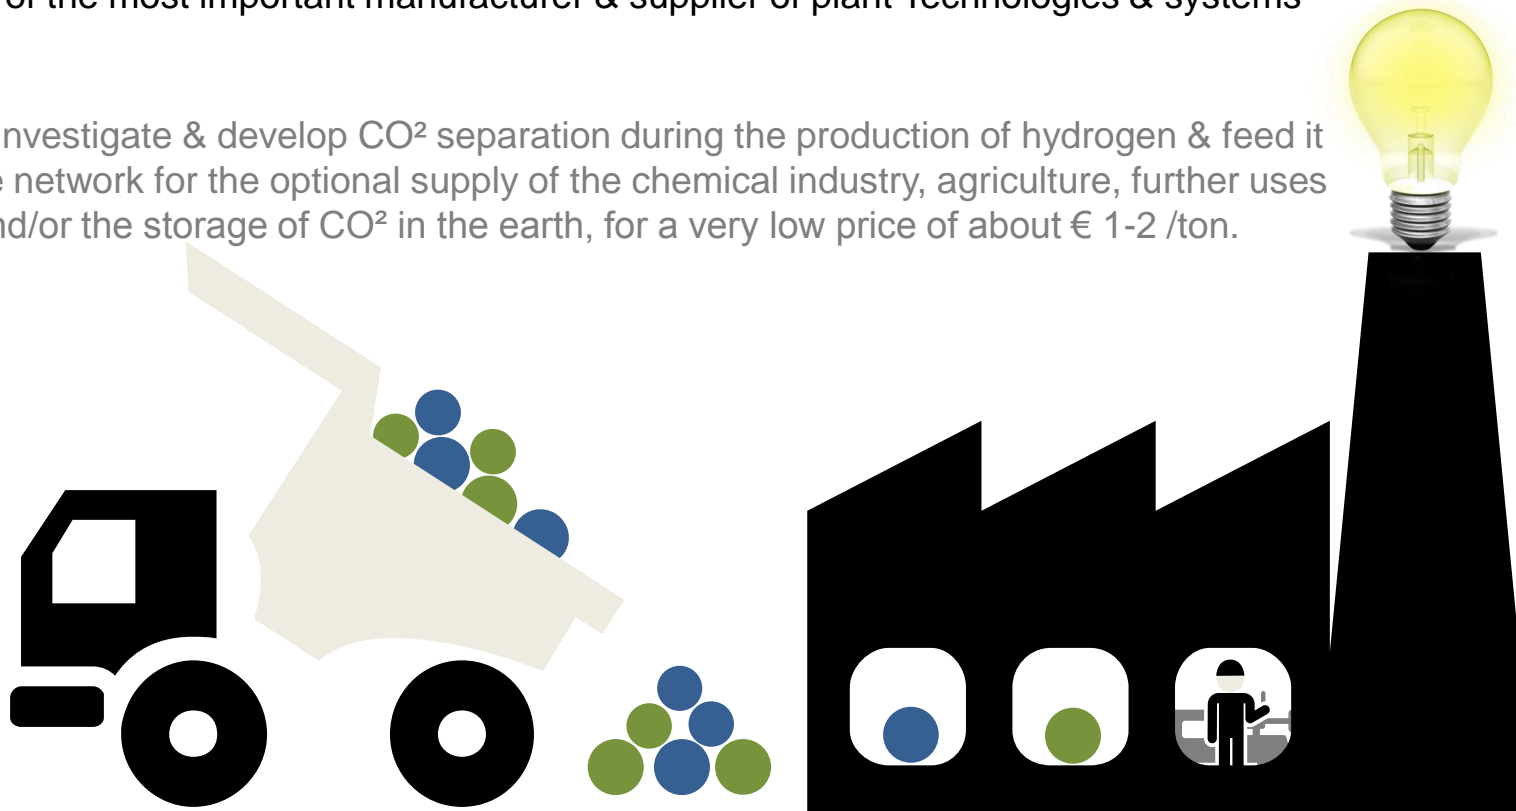 or the most important manufacturer & supplier of plant Technologies & systems
investigate & develop CO² separation during the production of hydrogen & feed it
e network for the optional supply of the chemical industry, agriculture, further uses
nd/or the storage of CO² in the earth, for a very low price of about € 1-2 /ton.